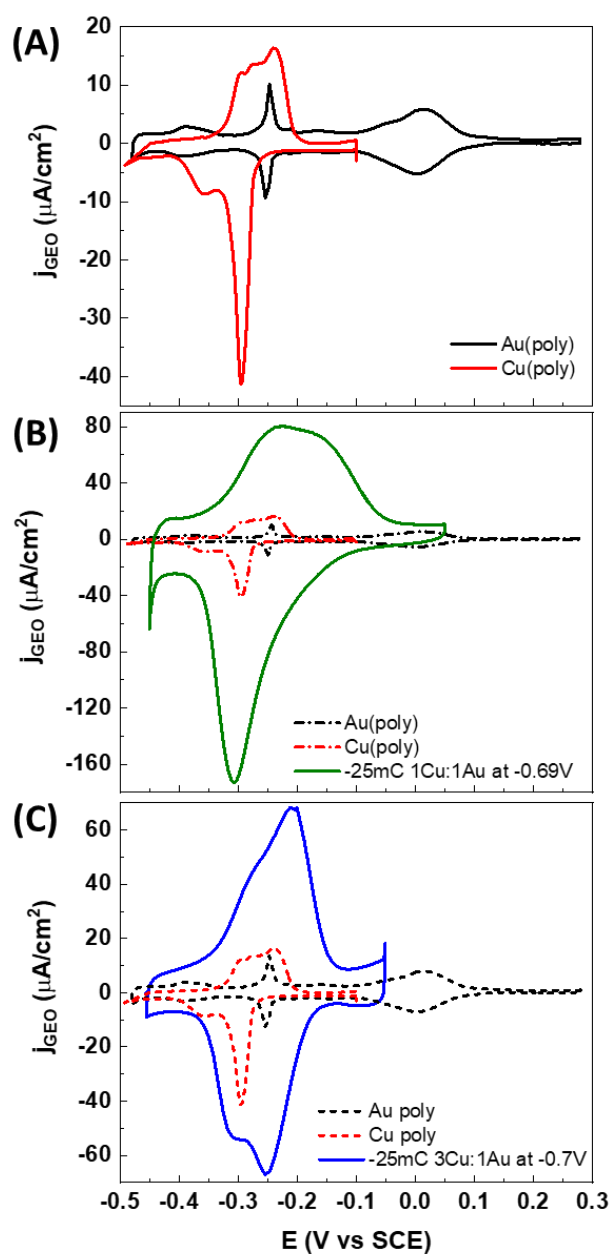 (A)
20
10
0
-10
-20
-30
-40
j_GEO (µA/cm²)
Au(poly)
Cu(poly)
(B)
80
40
0
-40
-80
-120
-160
j_GEO (µA/cm²)
Au(poly)
Cu(poly)
-25mC 1Cu:1Au at -0.69V
(C)
60
40
20
0
-20
-40
-60
j_GEO (µA/cm²)
Au poly
Cu poly
-25mC 3Cu:1Au at -0.7V
-0.5 -0.4 -0.3 -0.2 -0.1 0.0 0.1 0.2 0.3
E (V vs SCE)